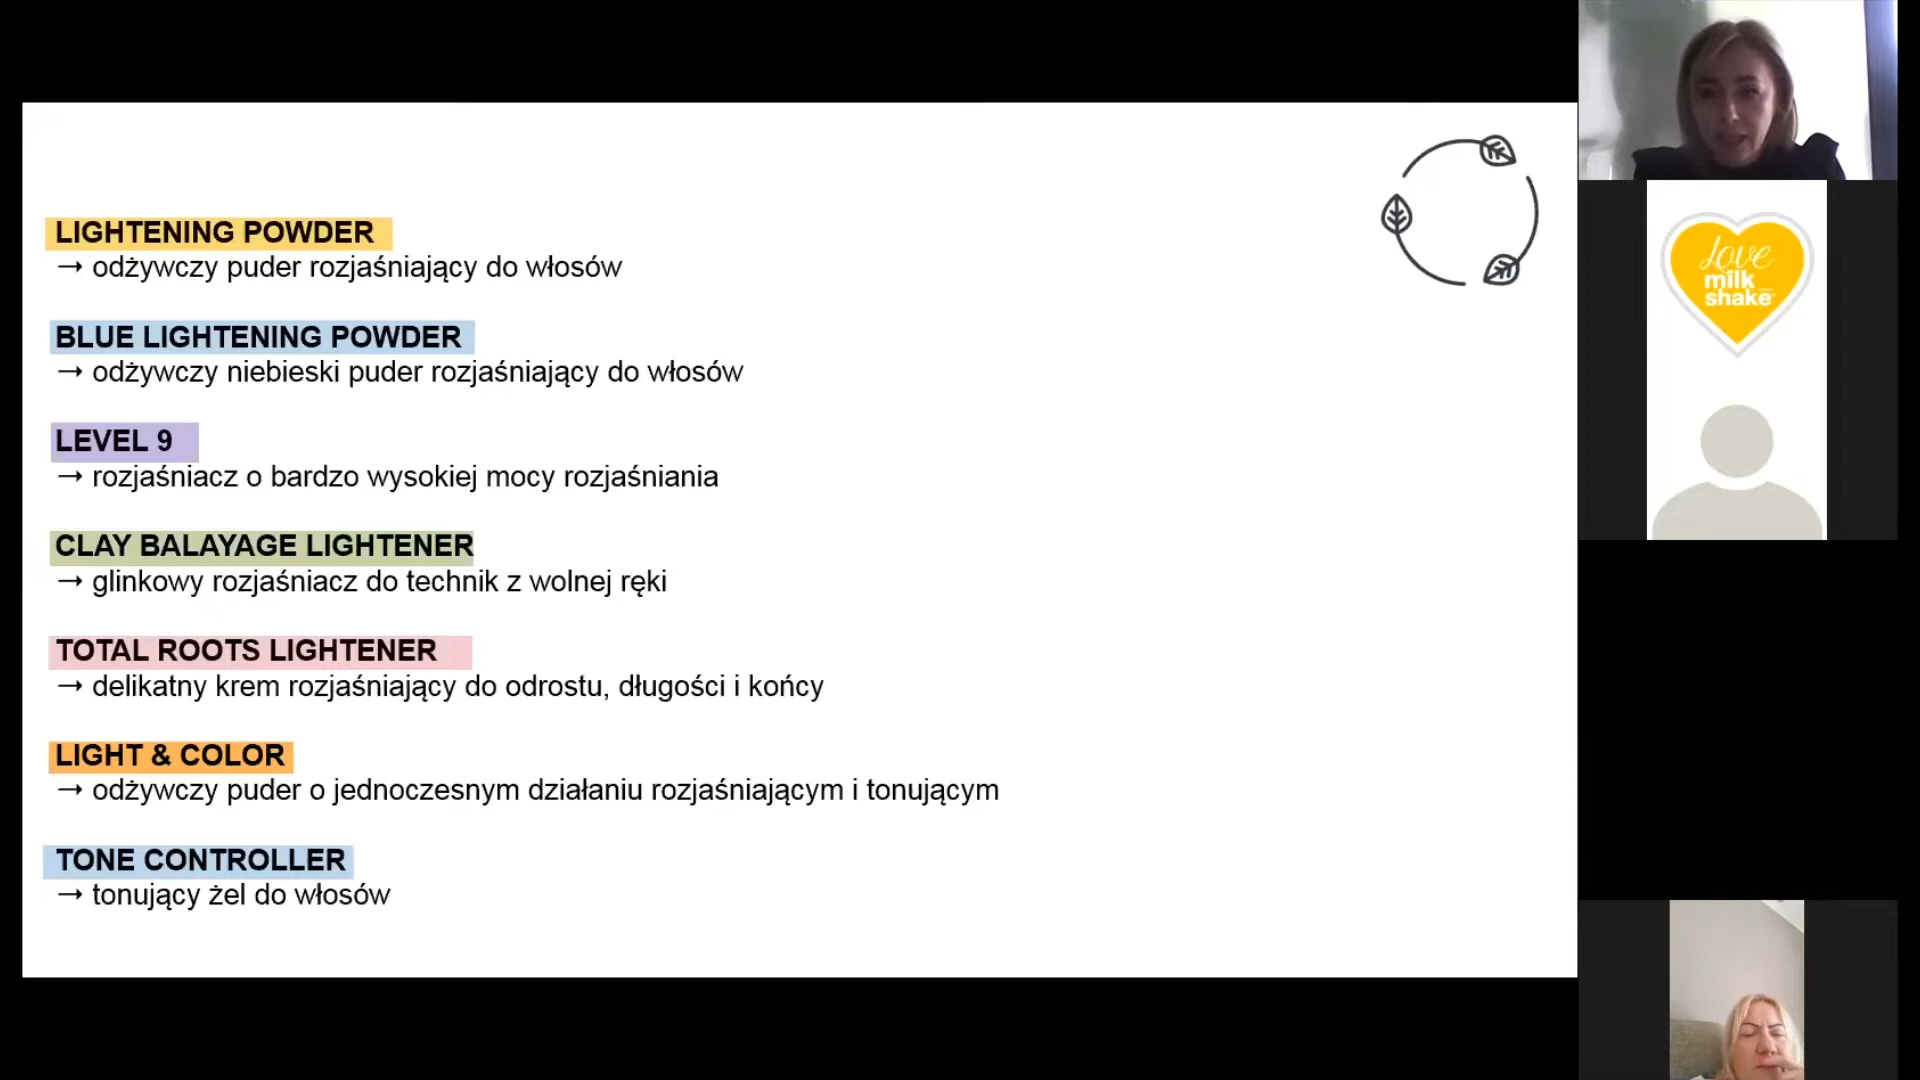 LIGHTENING POWDER
→ odżywczy puder rozjaśniający do włosów
BLUE LIGHTENING POWDER
→ odżywczy niebieski puder rozjaśniający do włosów
LEVEL 9
→ rozjaśniacz o bardzo wysokiej mocy rozjaśniania
CLAY BALAYAGE LIGHTENER
→ glinkowy rozjaśniacz do technik z wolnej ręki
TOTAL ROOTS LIGHTENER
→ delikatny krem rozjaśniający do odrostu, długości i końcy
LIGHT & COLOR
→ odżywczy puder o jednoczesnym działaniu rozjaśniającym i tonującym
TONE CONTROLLER
→ tonujący żel do włosów
Love
milk
shake